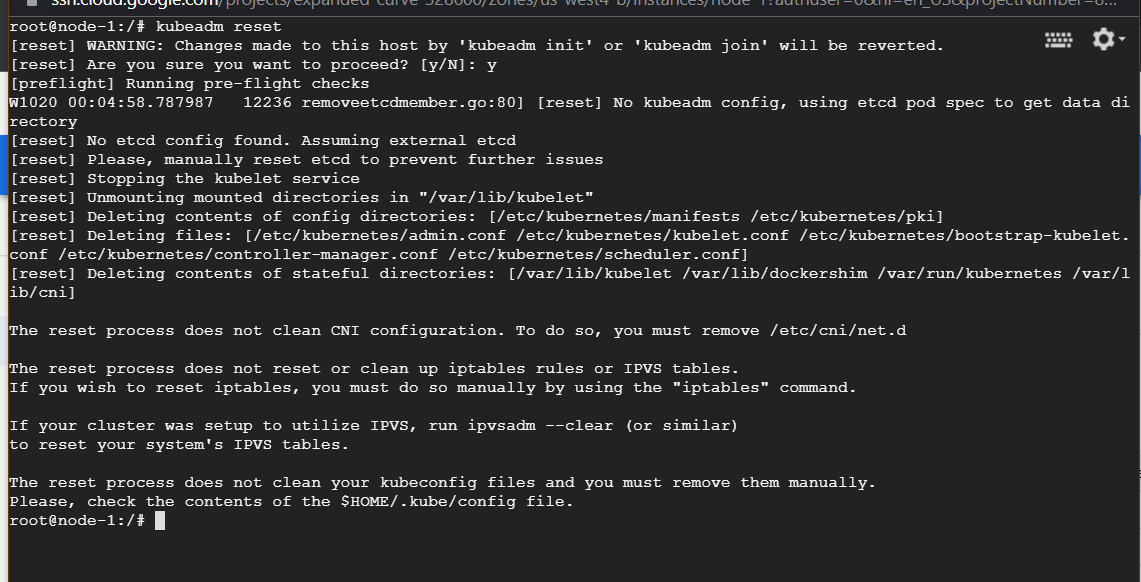 ssh.cloud.google.com/projects/expanded-curve-328000/zones/us-west4-b/instances/node-1?authuser=0&hl=en_US&projectNumber=8...
root@node-1:/# kubeadm reset
[reset] WARNING: Changes made to this host by 'kubeadm init' or 'kubeadm join' will be reverted.
[reset] Are you sure you want to proceed? [y/N]: y
[preflight] Running pre-flight checks
W1020 00:04:58.787987   12236 removeetcdmember.go:80] [reset] No kubeadm config, using etcd pod spec to get data di
rectory
[reset] No etcd config found. Assuming external etcd
[reset] Please, manually reset etcd to prevent further issues
[reset] Stopping the kubelet service
[reset] Unmounting mounted directories in "/var/lib/kubelet"
[reset] Deleting contents of config directories: [/etc/kubernetes/manifests /etc/kubernetes/pki]
[reset] Deleting files: [/etc/kubernetes/admin.conf /etc/kubernetes/kubelet.conf /etc/kubernetes/bootstrap-kubelet.
conf /etc/kubernetes/controller-manager.conf /etc/kubernetes/scheduler.conf]
[reset] Deleting contents of stateful directories: [/var/lib/kubelet /var/lib/dockershim /var/run/kubernetes /var/l
ib/cni]
The reset process does not clean CNI configuration. To do so, you must remove /etc/cni/net.d
The reset process does not reset or clean up iptables rules or IPVS tables.
If you wish to reset iptables, you must do so manually by using the "iptables" command.
If your cluster was setup to utilize IPVS, run ipvsadm --clear (or similar)
to reset your system's IPVS tables.
The reset process does not clean your kubeconfig files and you must remove them manually.
Please, check the contents of the $HOME/.kube/config file.
root@node-1:/#